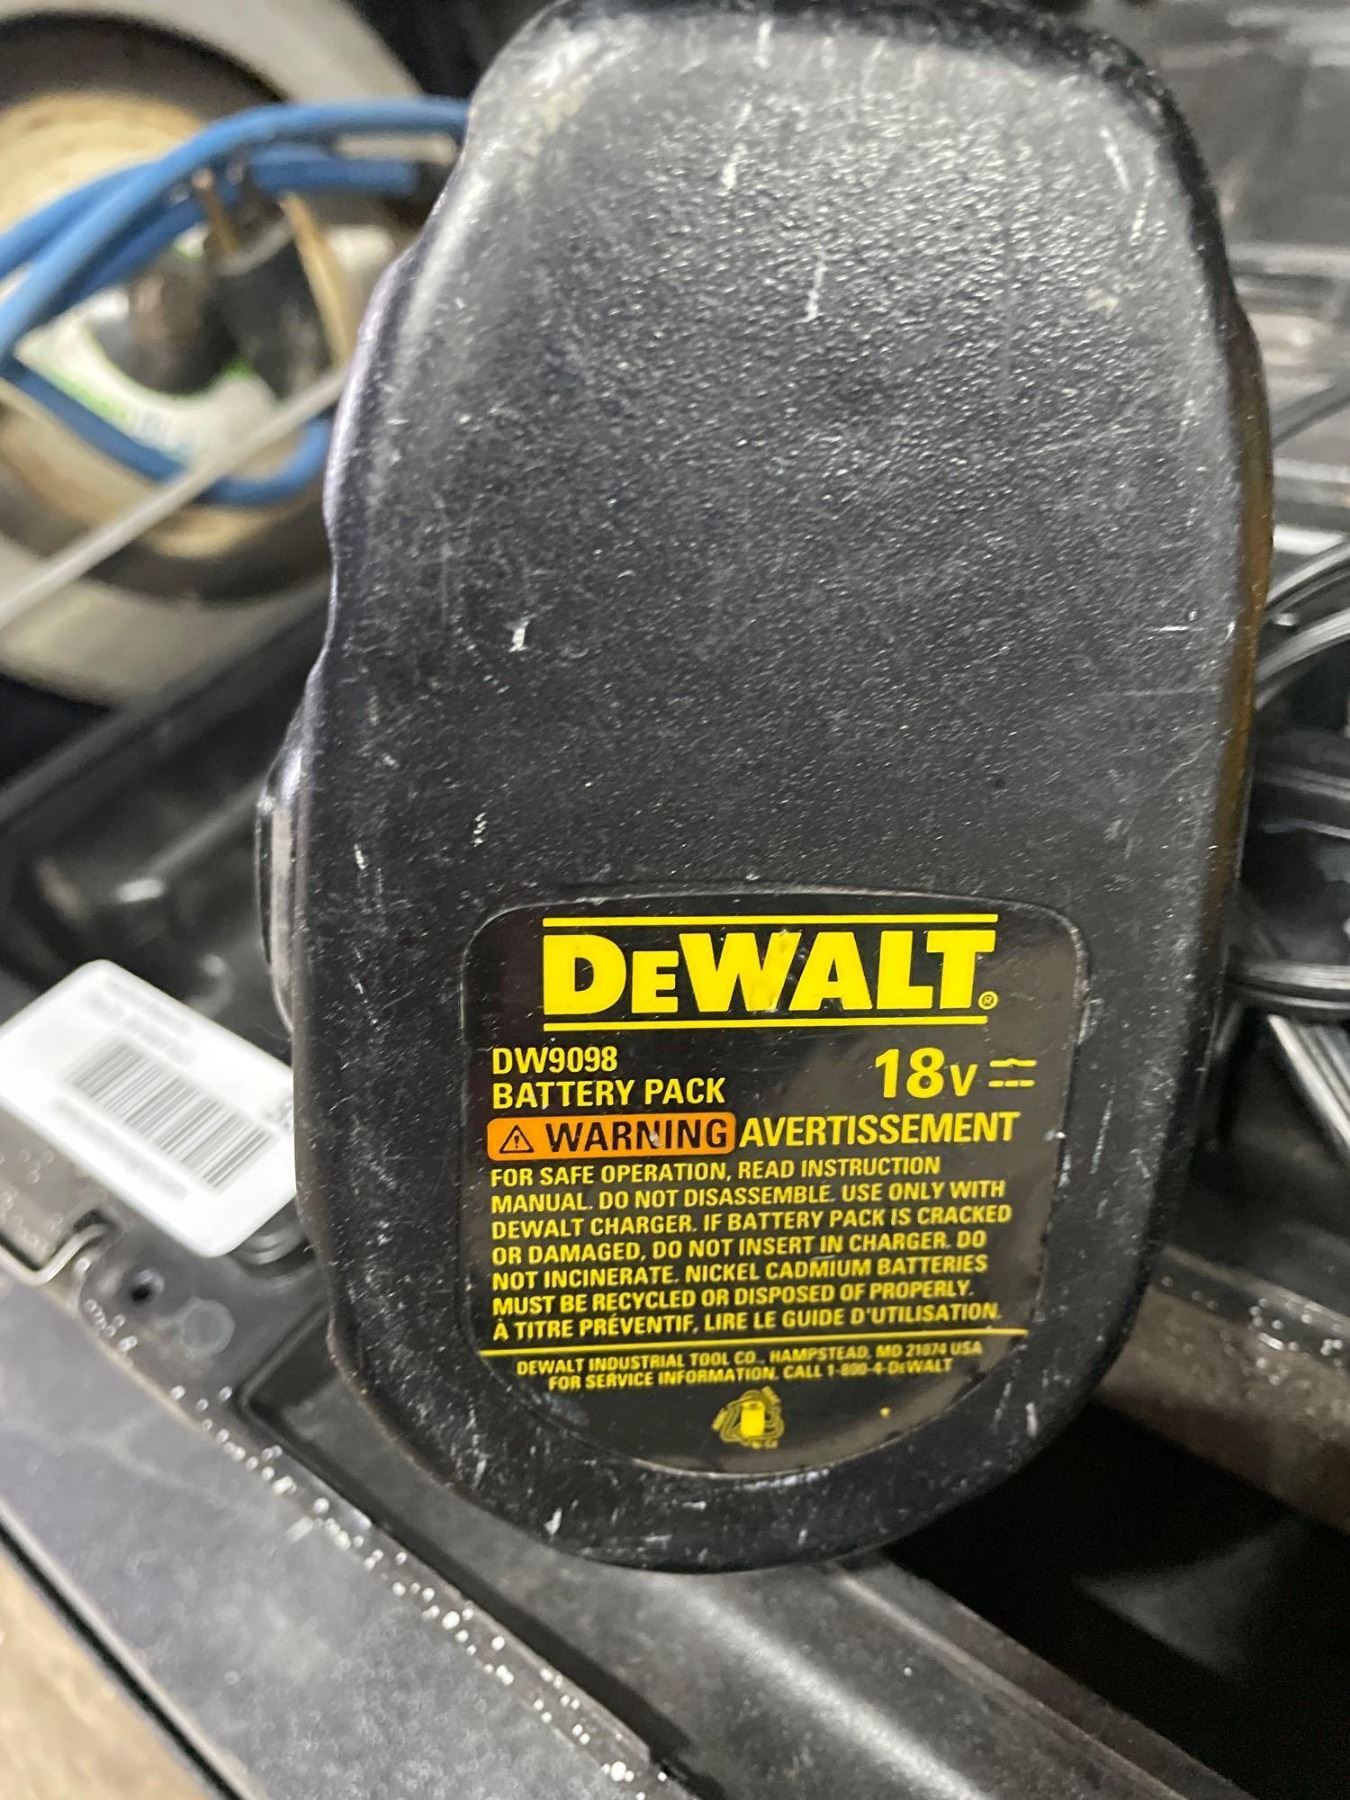 DEWALT®
DW9098 18V
BATTERY PACK
WARNING AVERTISSEMENT
FOR SAFE OPERATION, READ INSTRUCTION
MANUAL. DO NOT DISASSEMBLE. USE ONLY WITH
DEWALT CHARGER. IF BATTERY PACK IS CRACKED
OR DAMAGED, DO NOT INSERT IN CHARGER. DO
NOT INCINERATE. NICKEL CADMIUM BATTERIES
MUST BE RECYCLED OR DISPOSED OF PROPERLY.
À TITRE PRÉVENTIF, LIRE LE GUIDE D'UTILISATION.
DEWALT INDUSTRIAL TOOL CO., HAMPSTEAD, MD 21074 USA
FOR SERVICE INFORMATION, CALL 1-800-4-DEWALT